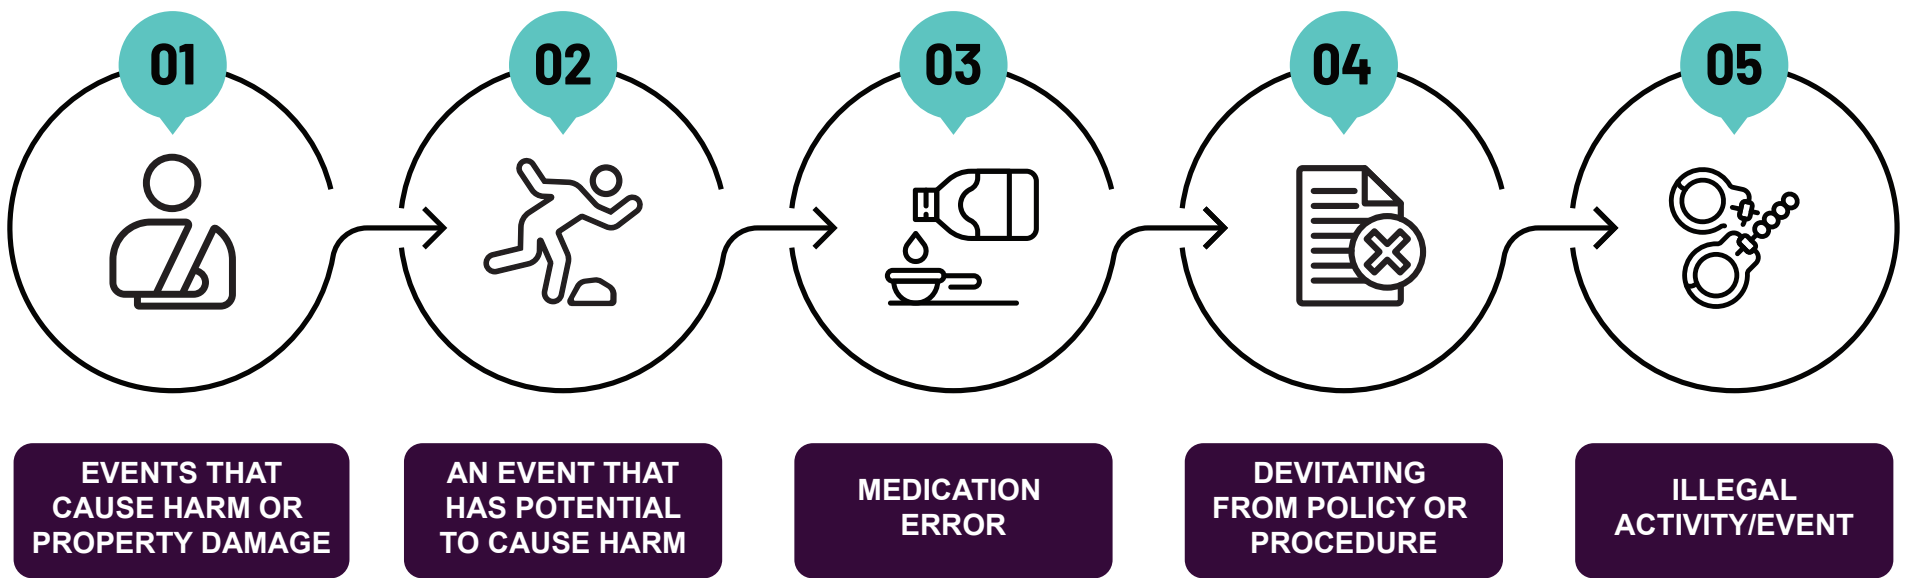 01
02
03
04
05
EVENTS THAT
CAUSE HARM OR
PROPERTY DAMAGE
AN EVENT THAT
HAS POTENTIAL
TO CAUSE HARM
MEDICATION
ERROR
DEVITATING
FROM POLICY OR
PROCEDURE
ILLEGAL
ACTIVITY/EVENT